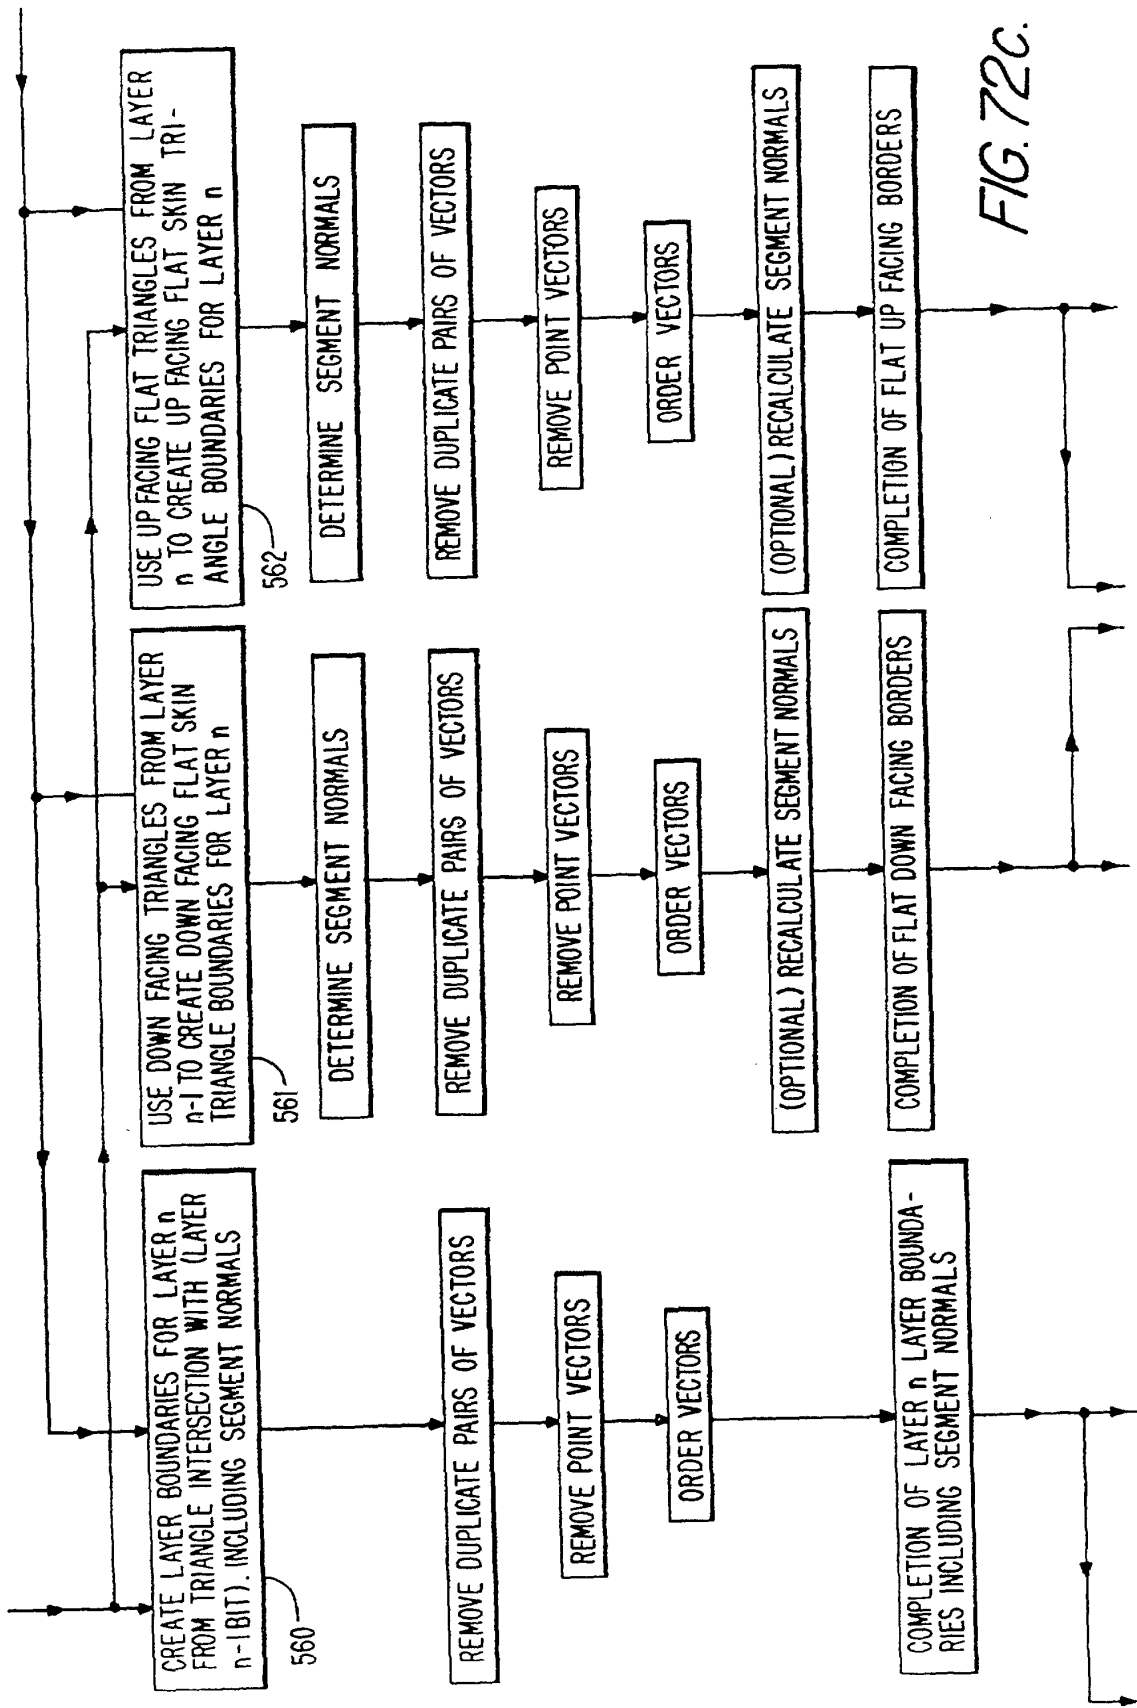 CREATE LAYER BOUNDARIES FOR LAYER n
FROM TRIANGLE INTERSECTION WITH (LAYER
n-1 BIT). INCLUDING SEGMENT NORMALS
560
REMOVE DUPLICATE PAIRS OF VECTORS
REMOVE POINT VECTORS
ORDER VECTORS
COMPLETION OF LAYER n LAYER BOUNDA-
RIES INCLUDING SEGMENT NORMALS
USE DOWN FACING TRIANGLES FROM LAYER
n-1 TO CREATE DOWN FACING FLAT SKIN
TRIANGLE BOUNDARIES FOR LAYER n
561
DETERMINE SEGMENT NORMALS
REMOVE DUPLICATE PAIRS OF VECTORS
REMOVE POINT VECTORS
ORDER VECTORS
(OPTIONAL) RECALCULATE SEGMENT NORMALS
COMPLETION OF FLAT DOWN FACING BORDERS
USE UP FACING FLAT TRIANGLES FROM LAYER
n TO CREATE UP FACING FLAT SKIN TRI-
ANGLE BOUNDARIES FOR LAYER n
562
DETERMINE SEGMENT NORMALS
REMOVE DUPLICATE PAIRS OF VECTORS
REMOVE POINT VECTORS
ORDER VECTORS
(OPTIONAL) RECALCULATE SEGMENT NORMALS
COMPLETION OF FLAT UP FACING BORDERS
FIG. 72C.